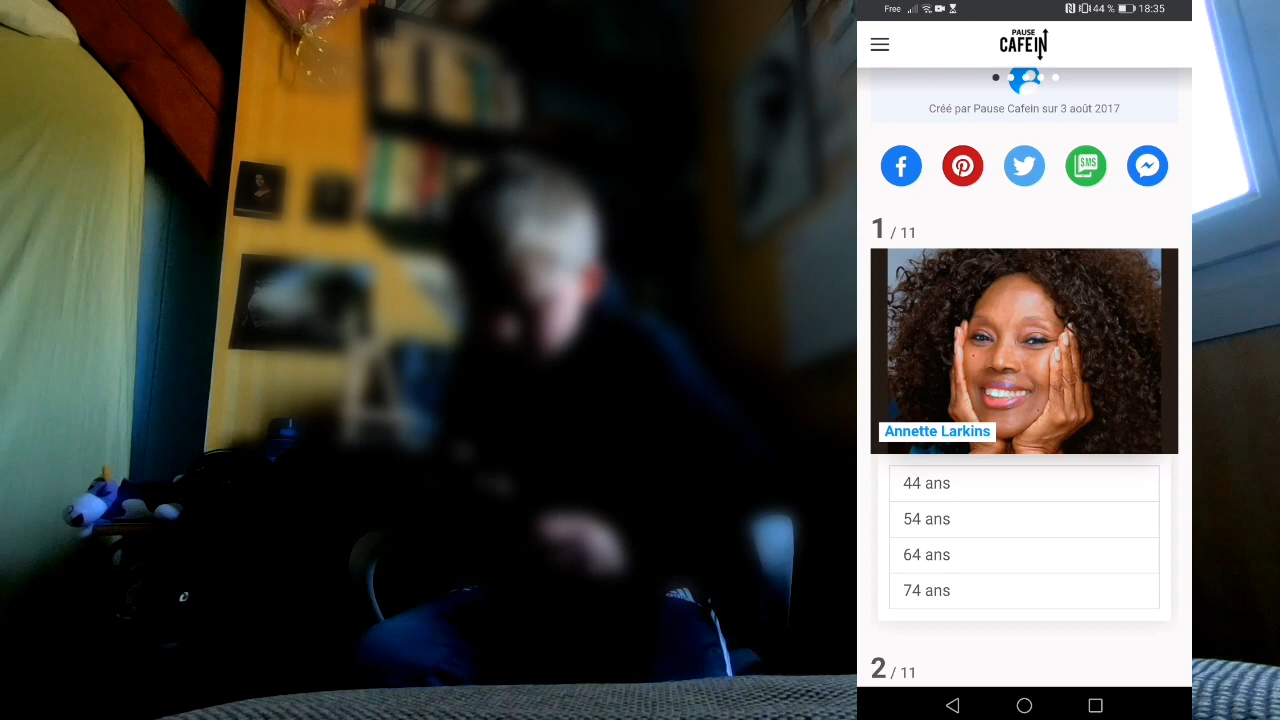 Free
44 %
18:35
PAUSE
CAFEIN
Créé par Pause Cafein sur 3 août 2017
SMS
1 / 11
Annette Larkins
44 ans
54 ans
64 ans
74 ans
2 / 11